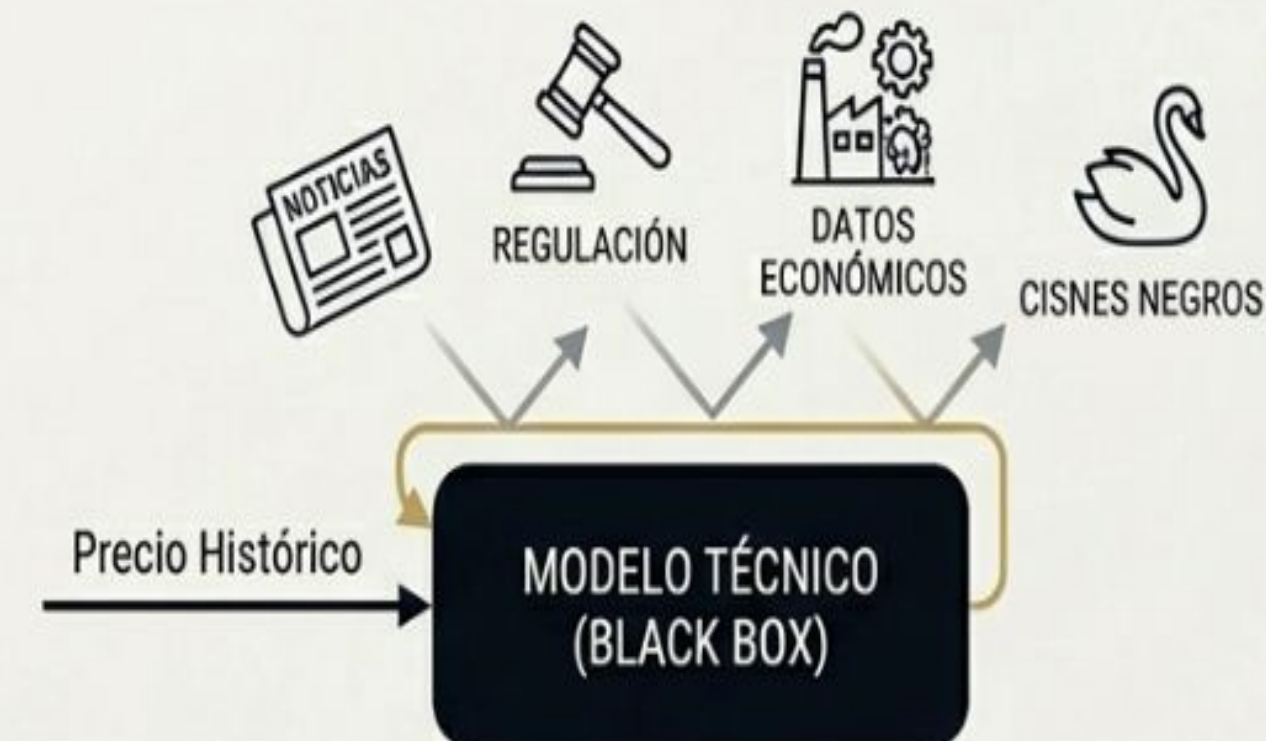 NOTICIAS
REGULACIÓN
DATOS
ECONÓMICOS
CISNES NEGROS
Precio Histórico
MODELO TÉCNICO
(BLACK BOX)